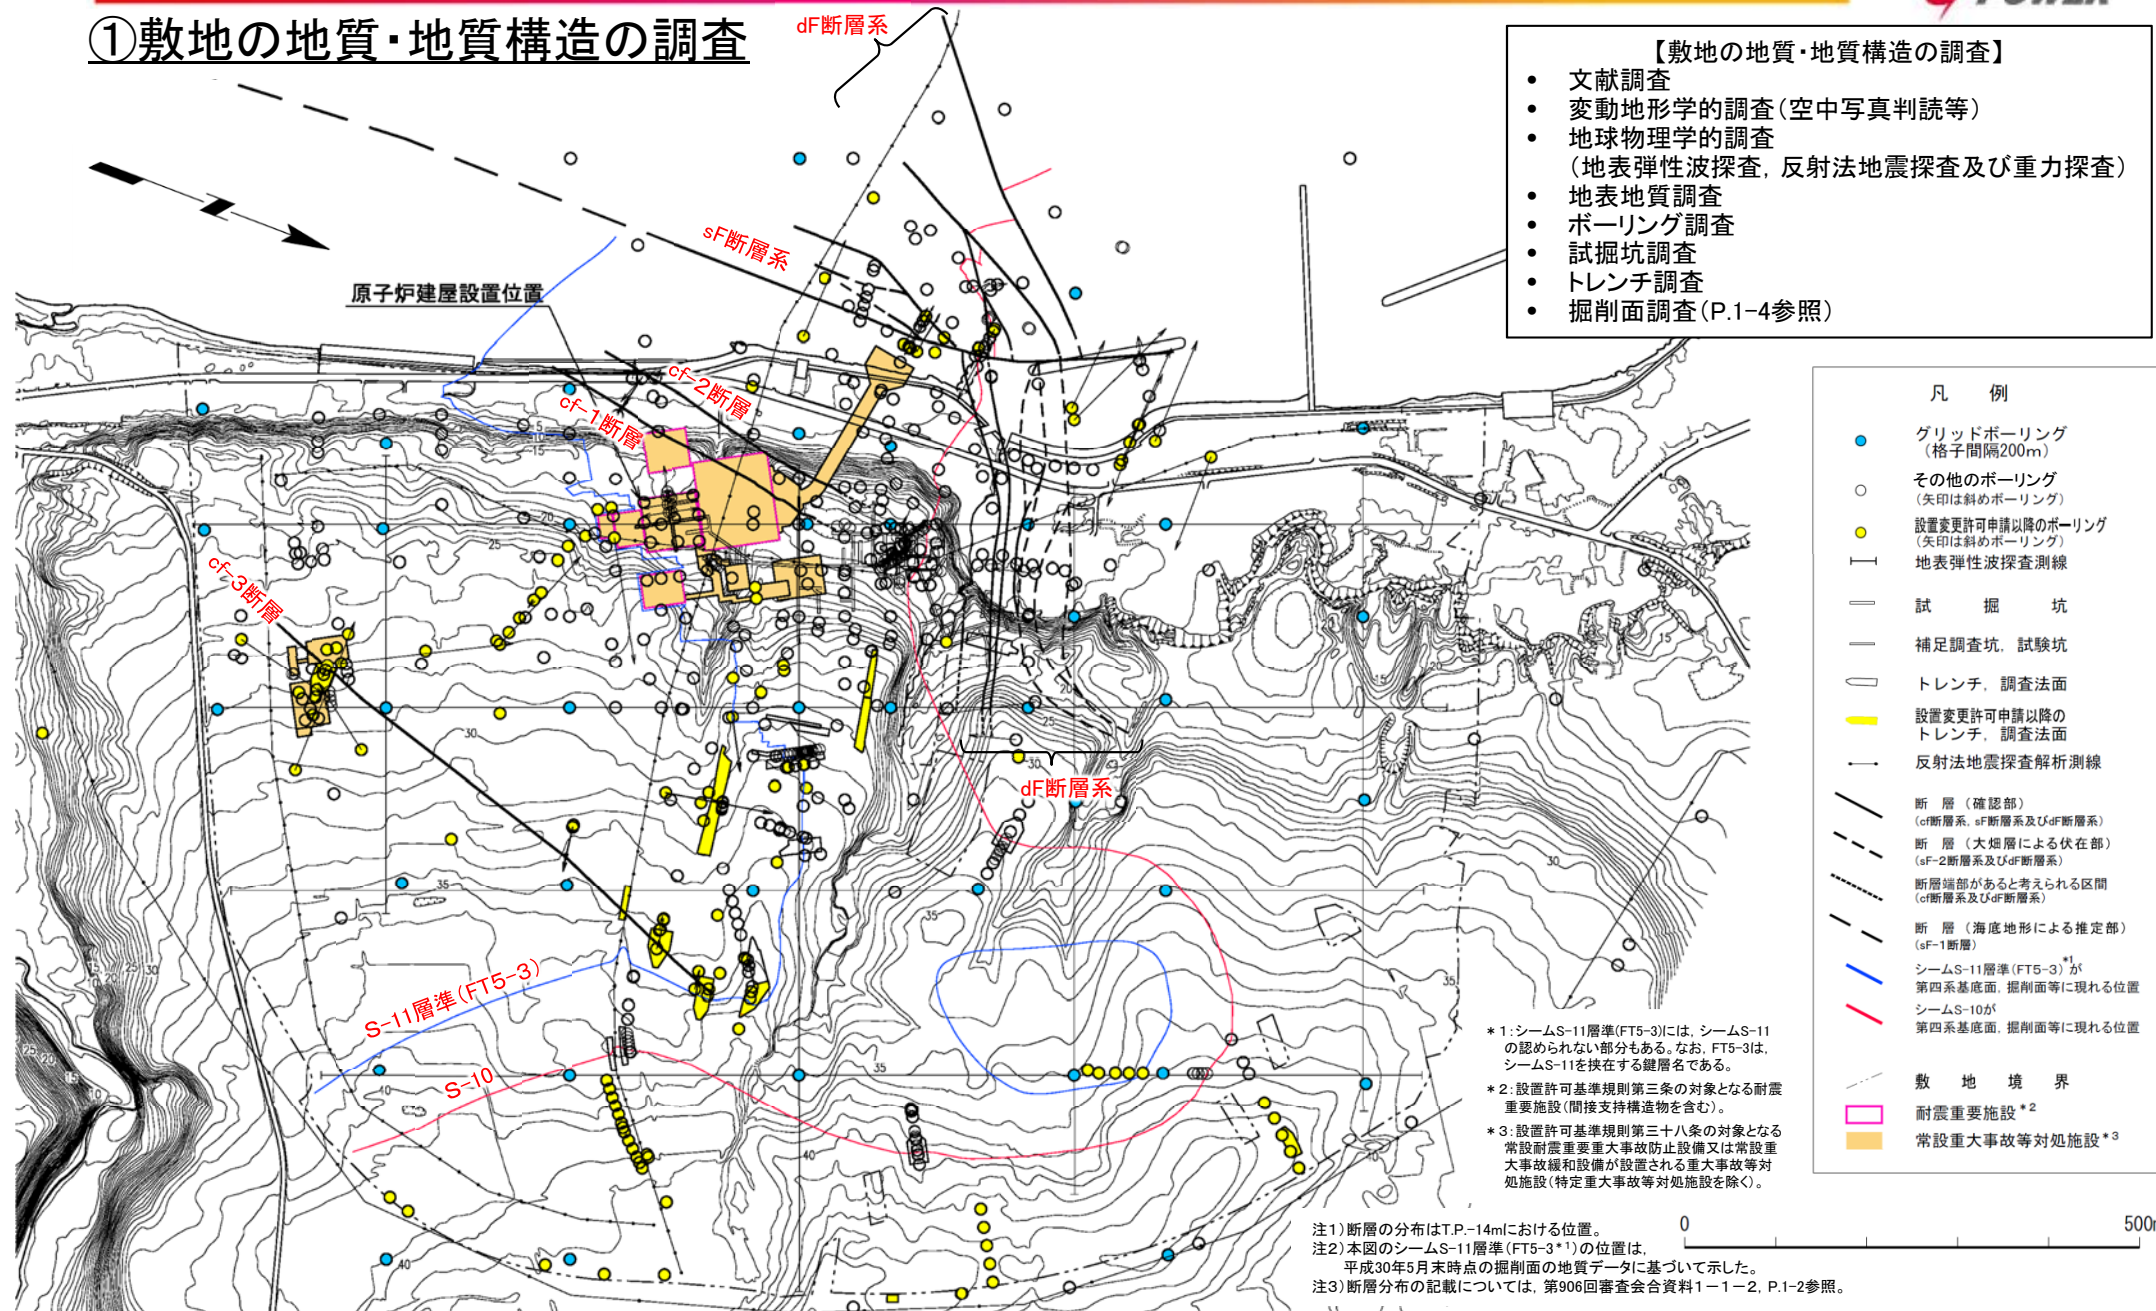 POWER
①敷地の地質・地質構造の調査
dF断層系
【敷地の地質・地質構造の調査】
• 文献調査
• 変動地形学的調査(空中写真判読等)
• 地球物理学的調査
(地表弾性波探査, 反射法地震探査及び重力探査)
• 地表地質調査
• ボーリング調査
• 試掘坑調査
• トレンチ調査
• 掘削面調査(P.1-4参照)
sF断層系
原子炉建屋設置位置
cf-2断層
cf-1断層
cf-3断層
dF断層系
S-11層準(FT5-3)
S-10
凡 例
グリッドボーリング
(格子間隔200m)
その他のボーリング
(矢印は斜めボーリング)
設置変更許可申請以降のボーリング
(矢印は斜めボーリング)
地表弾性波探査測線
試 掘 坑
補足調査坑, 試験坑
トレンチ, 調査法面
設置変更許可申請以降の
トレンチ, 調査法面
反射法地震探査解析測線
断 層 (確認部)
(cf断層系, sF断層系及びdF断層系)
断 層 (大畑層による伏在部)
(sF-2断層系及びdF断層系)
断層端部があると考えられる区間
(cf断層系及びdF断層系)
断 層 (海底地形による推定部)
(sF-1断層)
シームS-11層準(FT5-3)*1が
第四系基底面, 掘削面等に現れる位置
シームS-10が
第四系基底面, 掘削面等に現れる位置
敷 地 境 界
耐震重要施設*2
常設重大事故等対処施設*3
*1:シームS-11層準(FT5-3)には, シームS-11
の認められない部分もある。なお, FT5-3は,
シームS-11を挟在する鍵層名である。
*2:設置許可基準規則第三条の対象となる耐震
重要施設(間接支持構造物を含む)。
*3:設置許可基準規則第三十八条の対象となる
常設耐震重要重大事故防止設備又は常設重
大事故緩和設備が設置される重大事故等対
処施設(特定重大事故等対処施設を除く)。
注1)断層の分布はT.P.-14mにおける位置。
注2)本図のシームS-11層準(FT5-3*1)の位置は,
平成30年5月末時点の掘削面の地質データに基づいて示した。
注3)断層分布の記載については, 第906回審査会合資料1-1-2, P.1-2参照。
0 500m